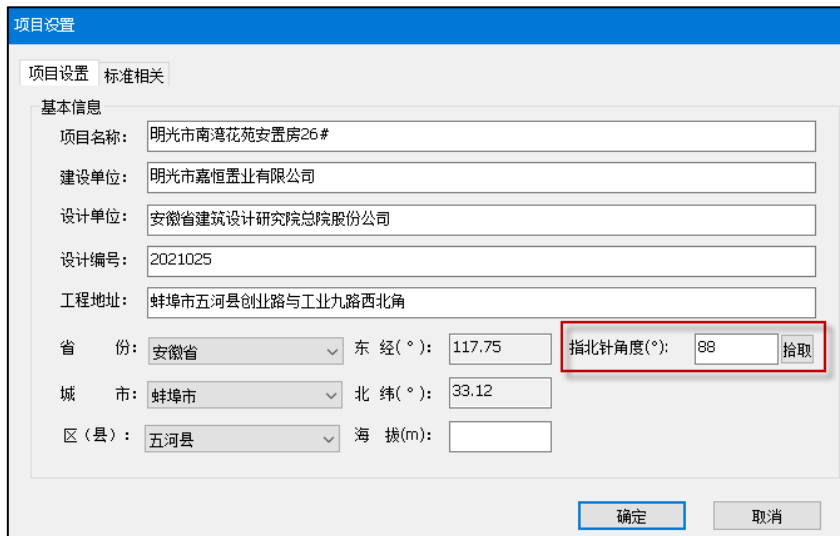 项目设置
项目设置 标准相关
基本信息
项目名称: 明光市南湾花苑安置房26#
建设单位: 明光市嘉恒置业有限公司
设计单位: 安徽省建筑设计研究院总院股份公司
设计编号: 2021025
工程地址: 蚌埠市五河县创业路与工业九路西北角
省 份: 安徽省 东 经(°): 117.75 指北针角度(°): 88 拾取
城 市: 蚌埠市 北 纬(°): 33.12
区(县): 五河县 海 拔(m):
确定 取消